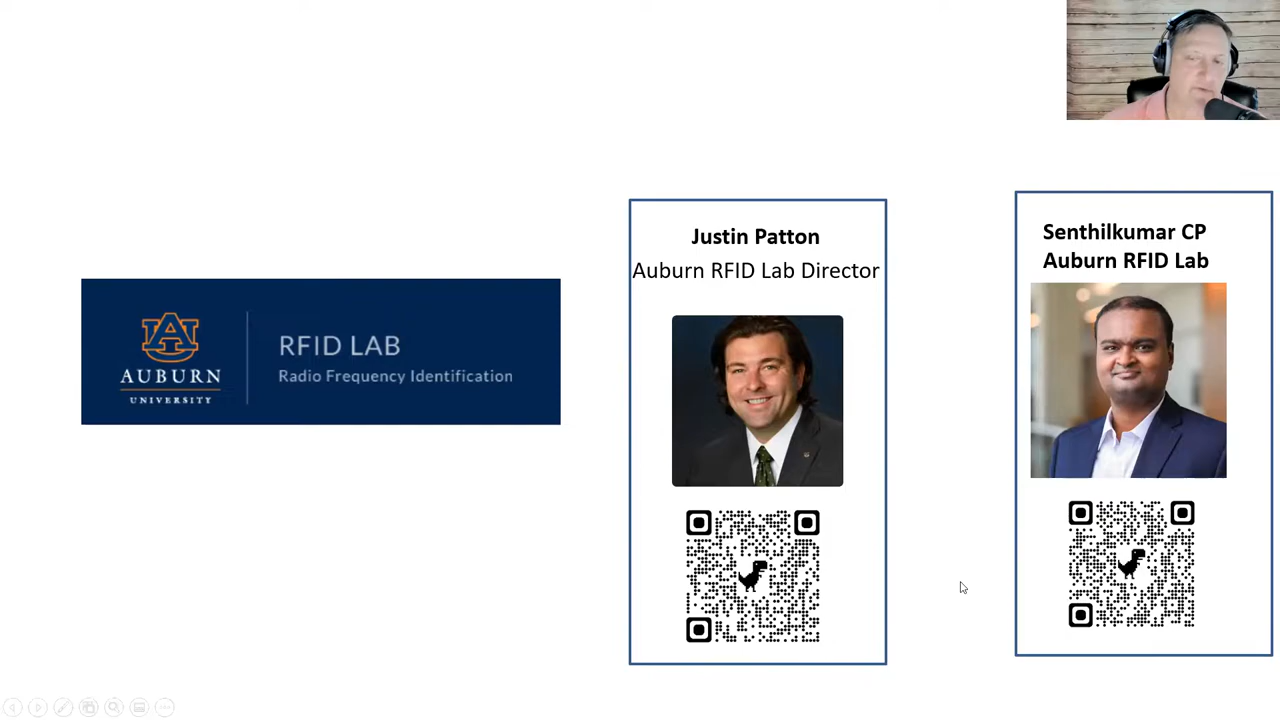 AUBURN
UNIVERSITY
RFID LAB
Radio Frequency Identification
Justin Patton
Auburn RFID Lab Director
Senthilkumar CP
Auburn RFID Lab